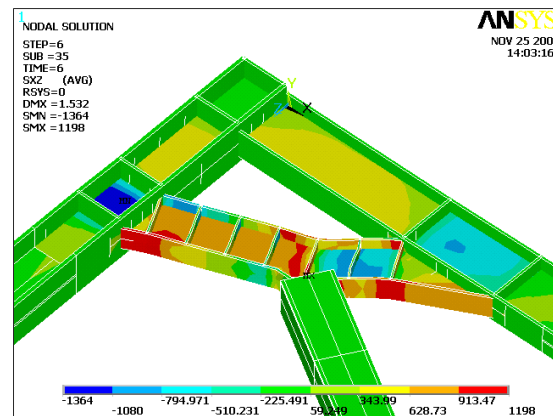 1
NODAL SOLUTION
ANSYS
NOV 25 200
14:03:16
STEP=6
SUB =35
TIME=6
SXZ (AVG)
RSYS=0
DMX =1.532
SMN =-1364
SMX =1198
Y
X
MX
-1364 -794.971 -225.491 343.99 913.47
-1080 -510.231 59.249 628.73 1198